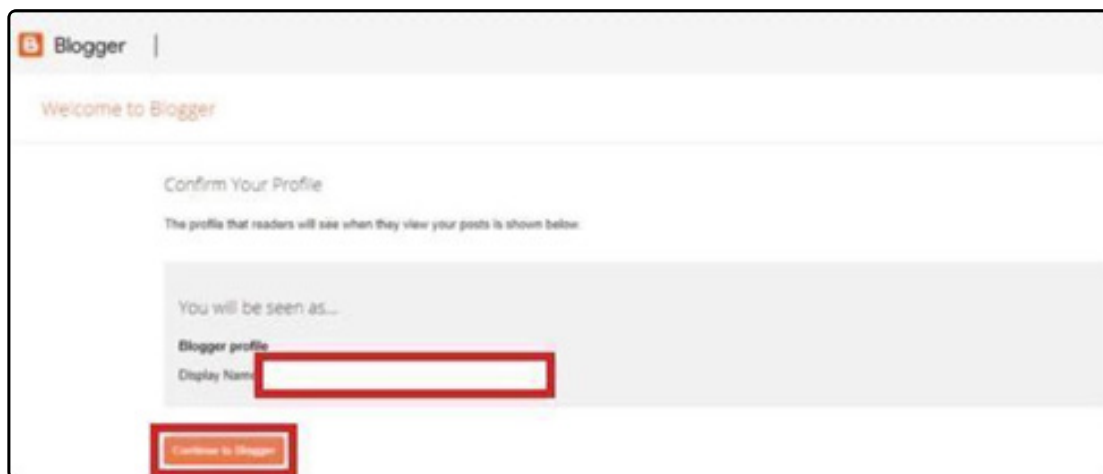 Blogger |
Welcome to Blogger
Confirm Your Profile
The profile that readers will see when they view your posts is shown below.
You will be seen as...
Blogger profile
Display Name
Continue to Blogger